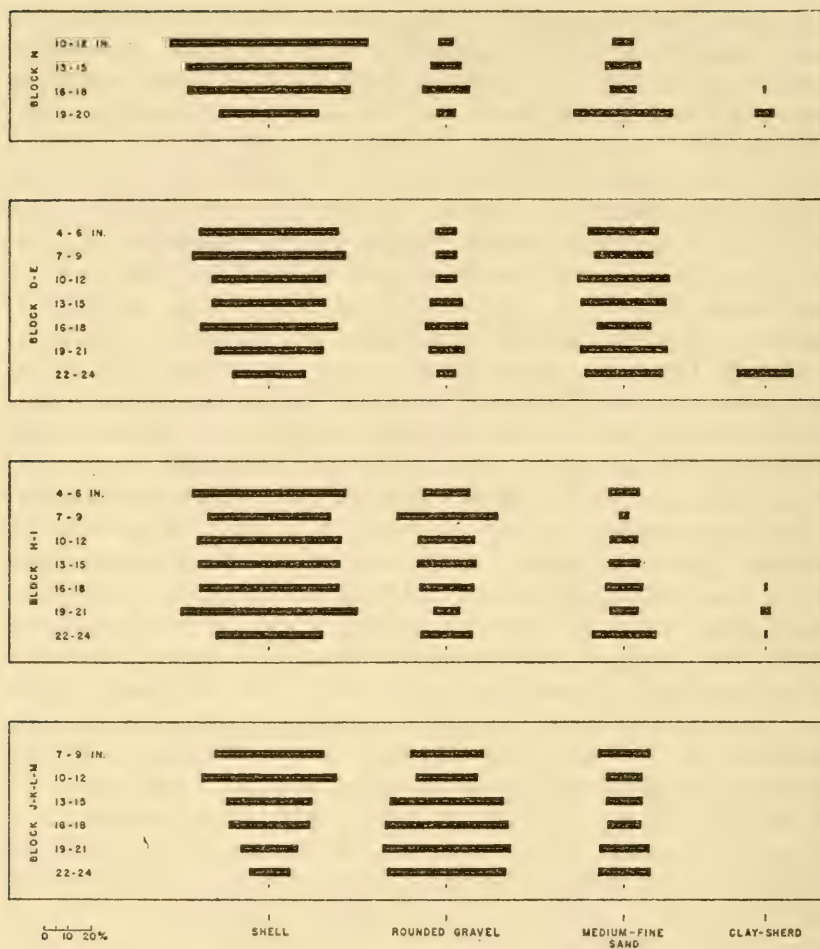 BLOCK N
10-12 IN.
13-15
16-18
19-20
BLOCK D-E
4-6 IN.
7-9
10-12
13-15
16-18
19-21
22-24
BLOCK H-I
4-6 IN.
7-9
10-12
13-15
16-18
19-21
22-24
BLOCK J-K-L-M
7-9 IN.
10-12
13-15
16-18
19-21
22-24
0 10 20%
SHELL
ROUNDED GRAVEL
MEDIUM-FINE
SAND
CLAY-SHERD